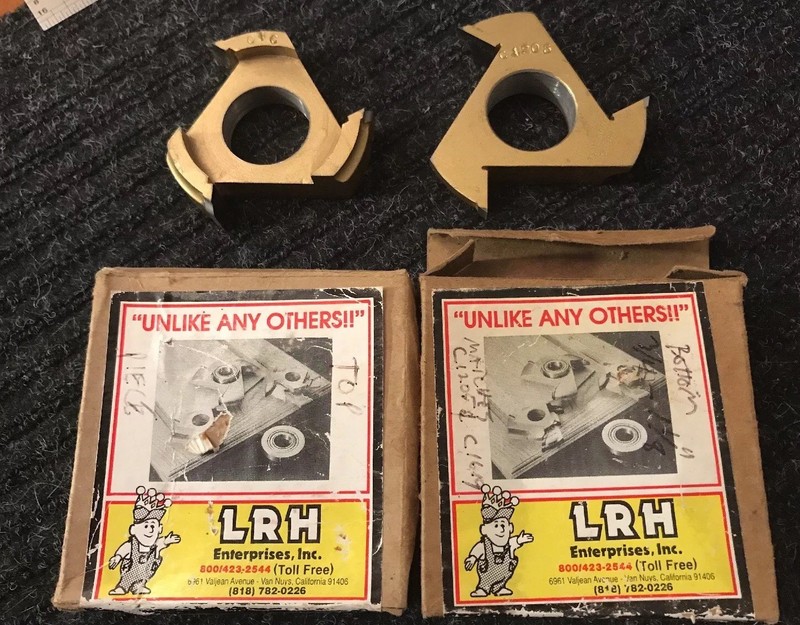 16
"UNLIKE ANY OTHERS!!"
TOP
LRH
Enterprises, Inc.
800/423-2544 (Toll Free)
6961 Valjean Avenue - Van Nuys, California 91406
(818) 782-0226
"UNLIKE ANY OTHERS!!"
Bottom
LRH
Enterprises, Inc.
800/423-2544 (Toll Free)
6961 Valjean Avenue - Van Nuys, California 91406
(818) 782-0226